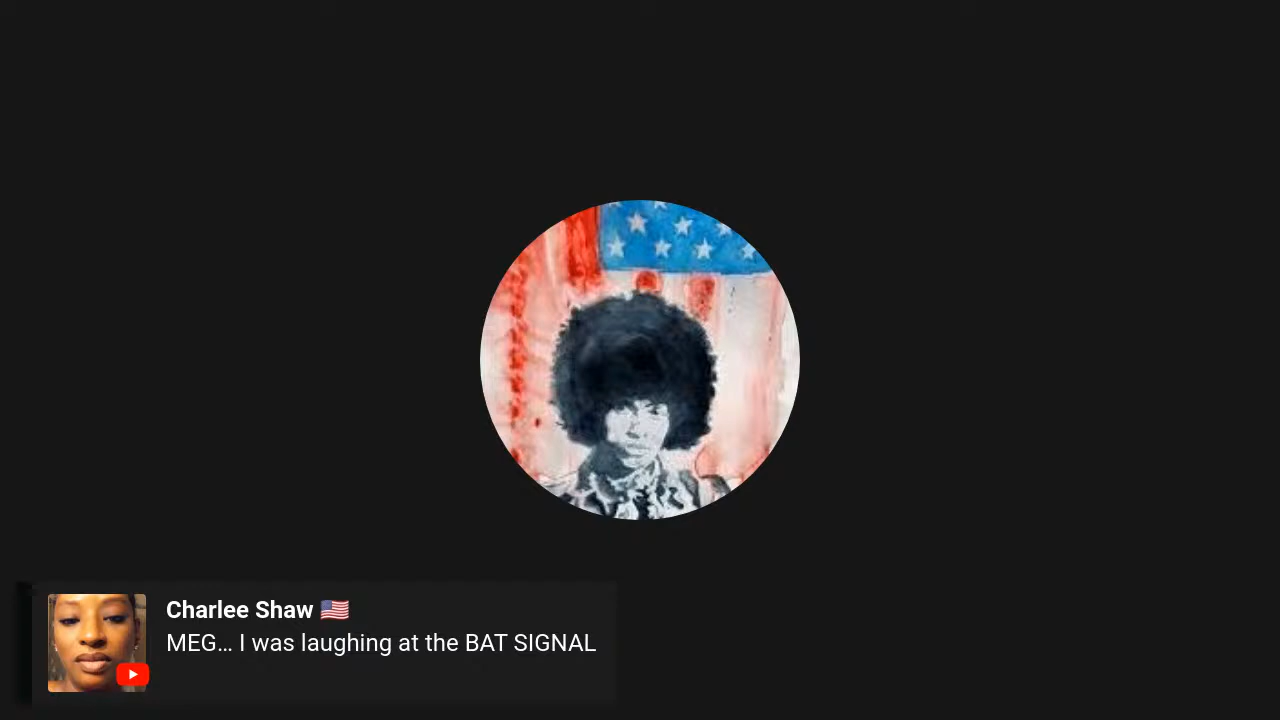 Charlee Shaw 🇺🇸
MEG... I was laughing at the BAT SIGNAL